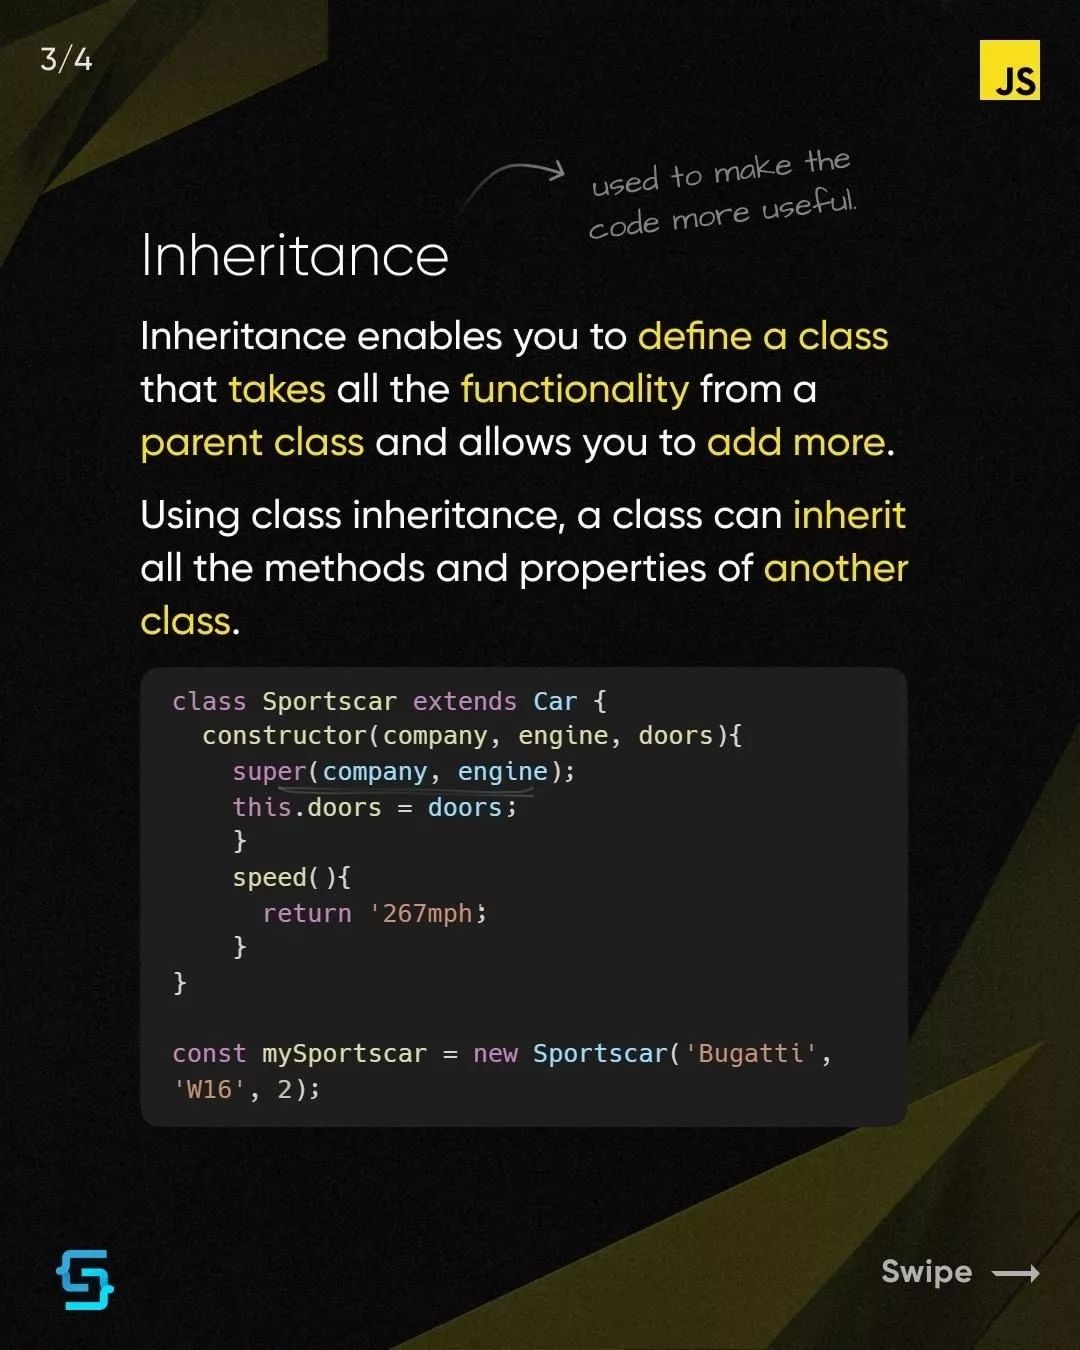 3/4
JS
used to make the
code more useful.
Inheritance
Inheritance enables you to define a class
that takes all the functionality from a
parent class and allows you to add more.
Using class inheritance, a class can inherit
all the methods and properties of another
class.
class Sportscar extends Car {
  constructor(company, engine, doors){
    super(company, engine);
    this.doors = doors;
    }
    speed(){
      return '267mph';
    }
}
const mySportscar = new Sportscar('Bugatti',
'W16', 2);
Swipe